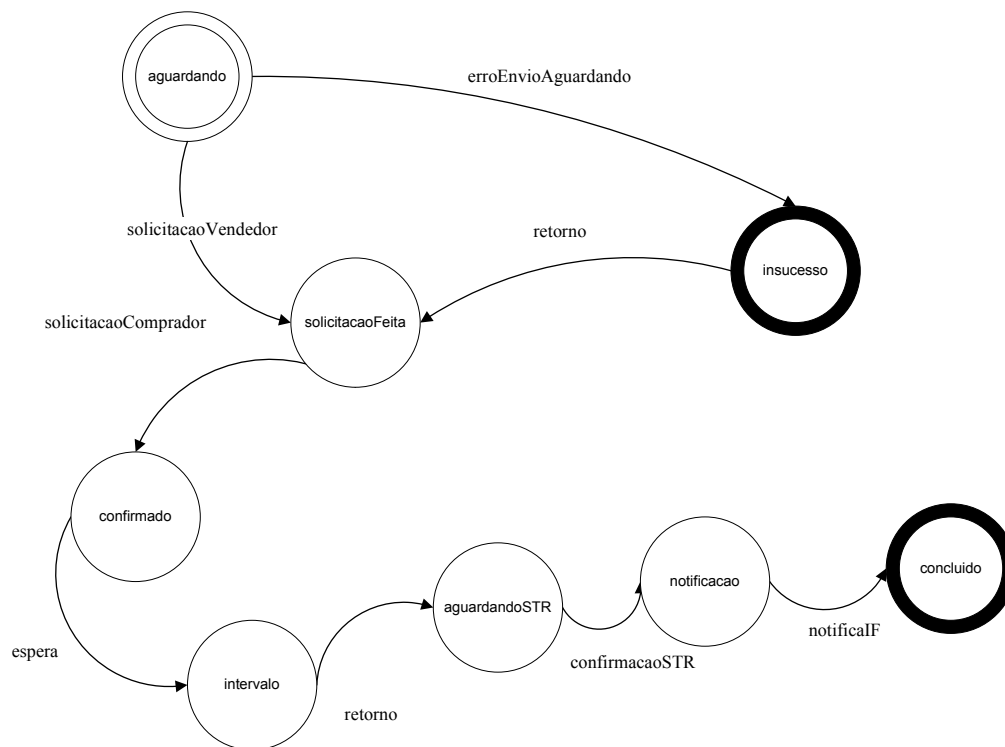 aguardando
erroEnvioAguardando
solicitacaoVendedor
retorno
insucesso
solicitacaoComprador
solicitacaoFeita
confirmado
notificacao
concluido
aguardandoSTR
notificaIF
espera
confirmacaoSTR
intervalo
retorno